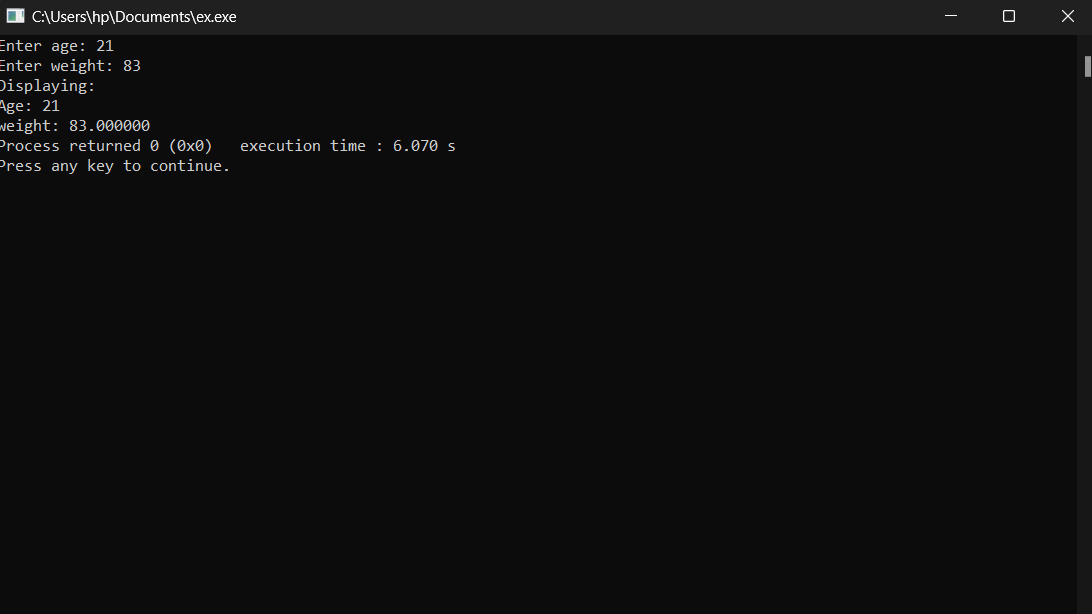 C:\Users\hp\Documents\ex.exe
Enter age: 21
Enter weight: 83
Displaying:
Age: 21
weight: 83.000000
Process returned 0 (0x0)   execution time : 6.070 s
Press any key to continue.